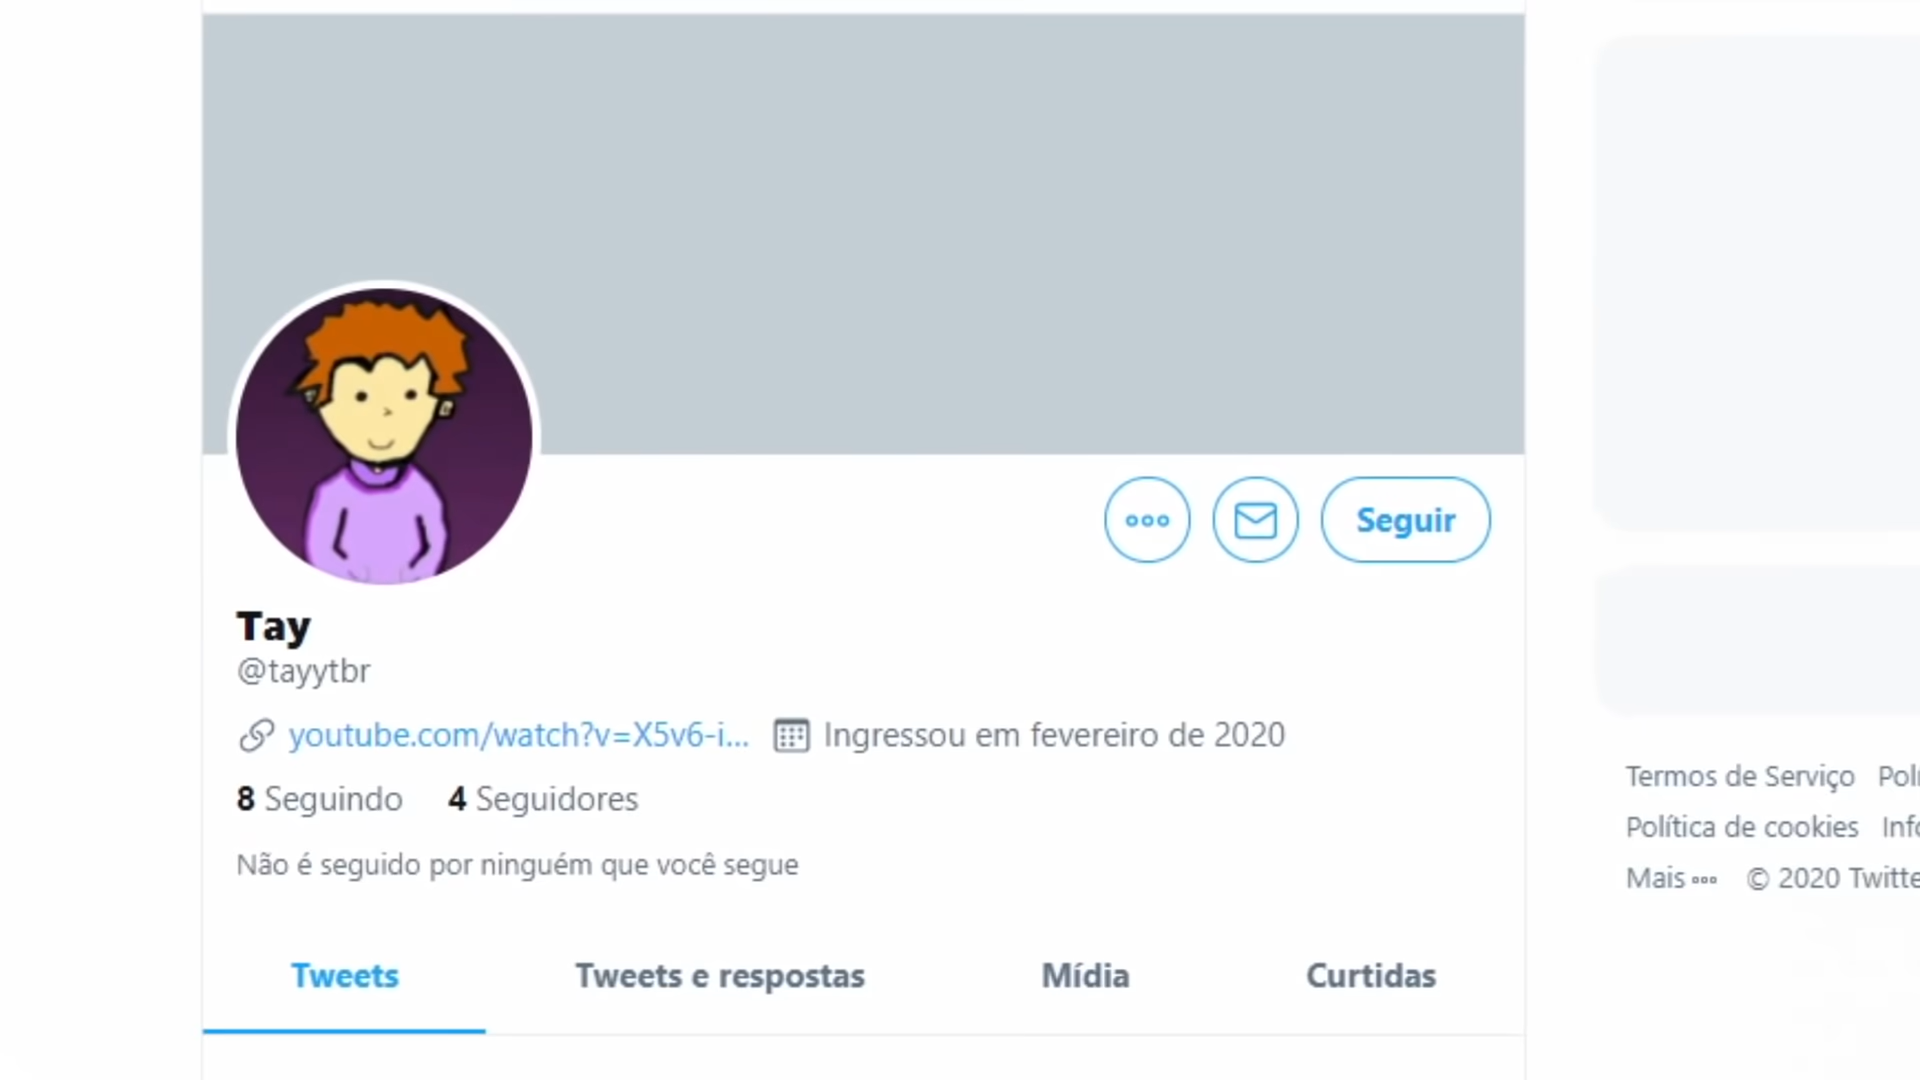 Seguir
Tay
@tayytbr
youtube.com/watch?v=X5v6-i... Ingressou em fevereiro de 2020
8 Seguindo 4 Seguidores
Não é seguido por ninguém que você segue
Tweets Tweets e respostas Mídia Curtidas
Termos de Serviço
Política de cookies
Mais © 2020